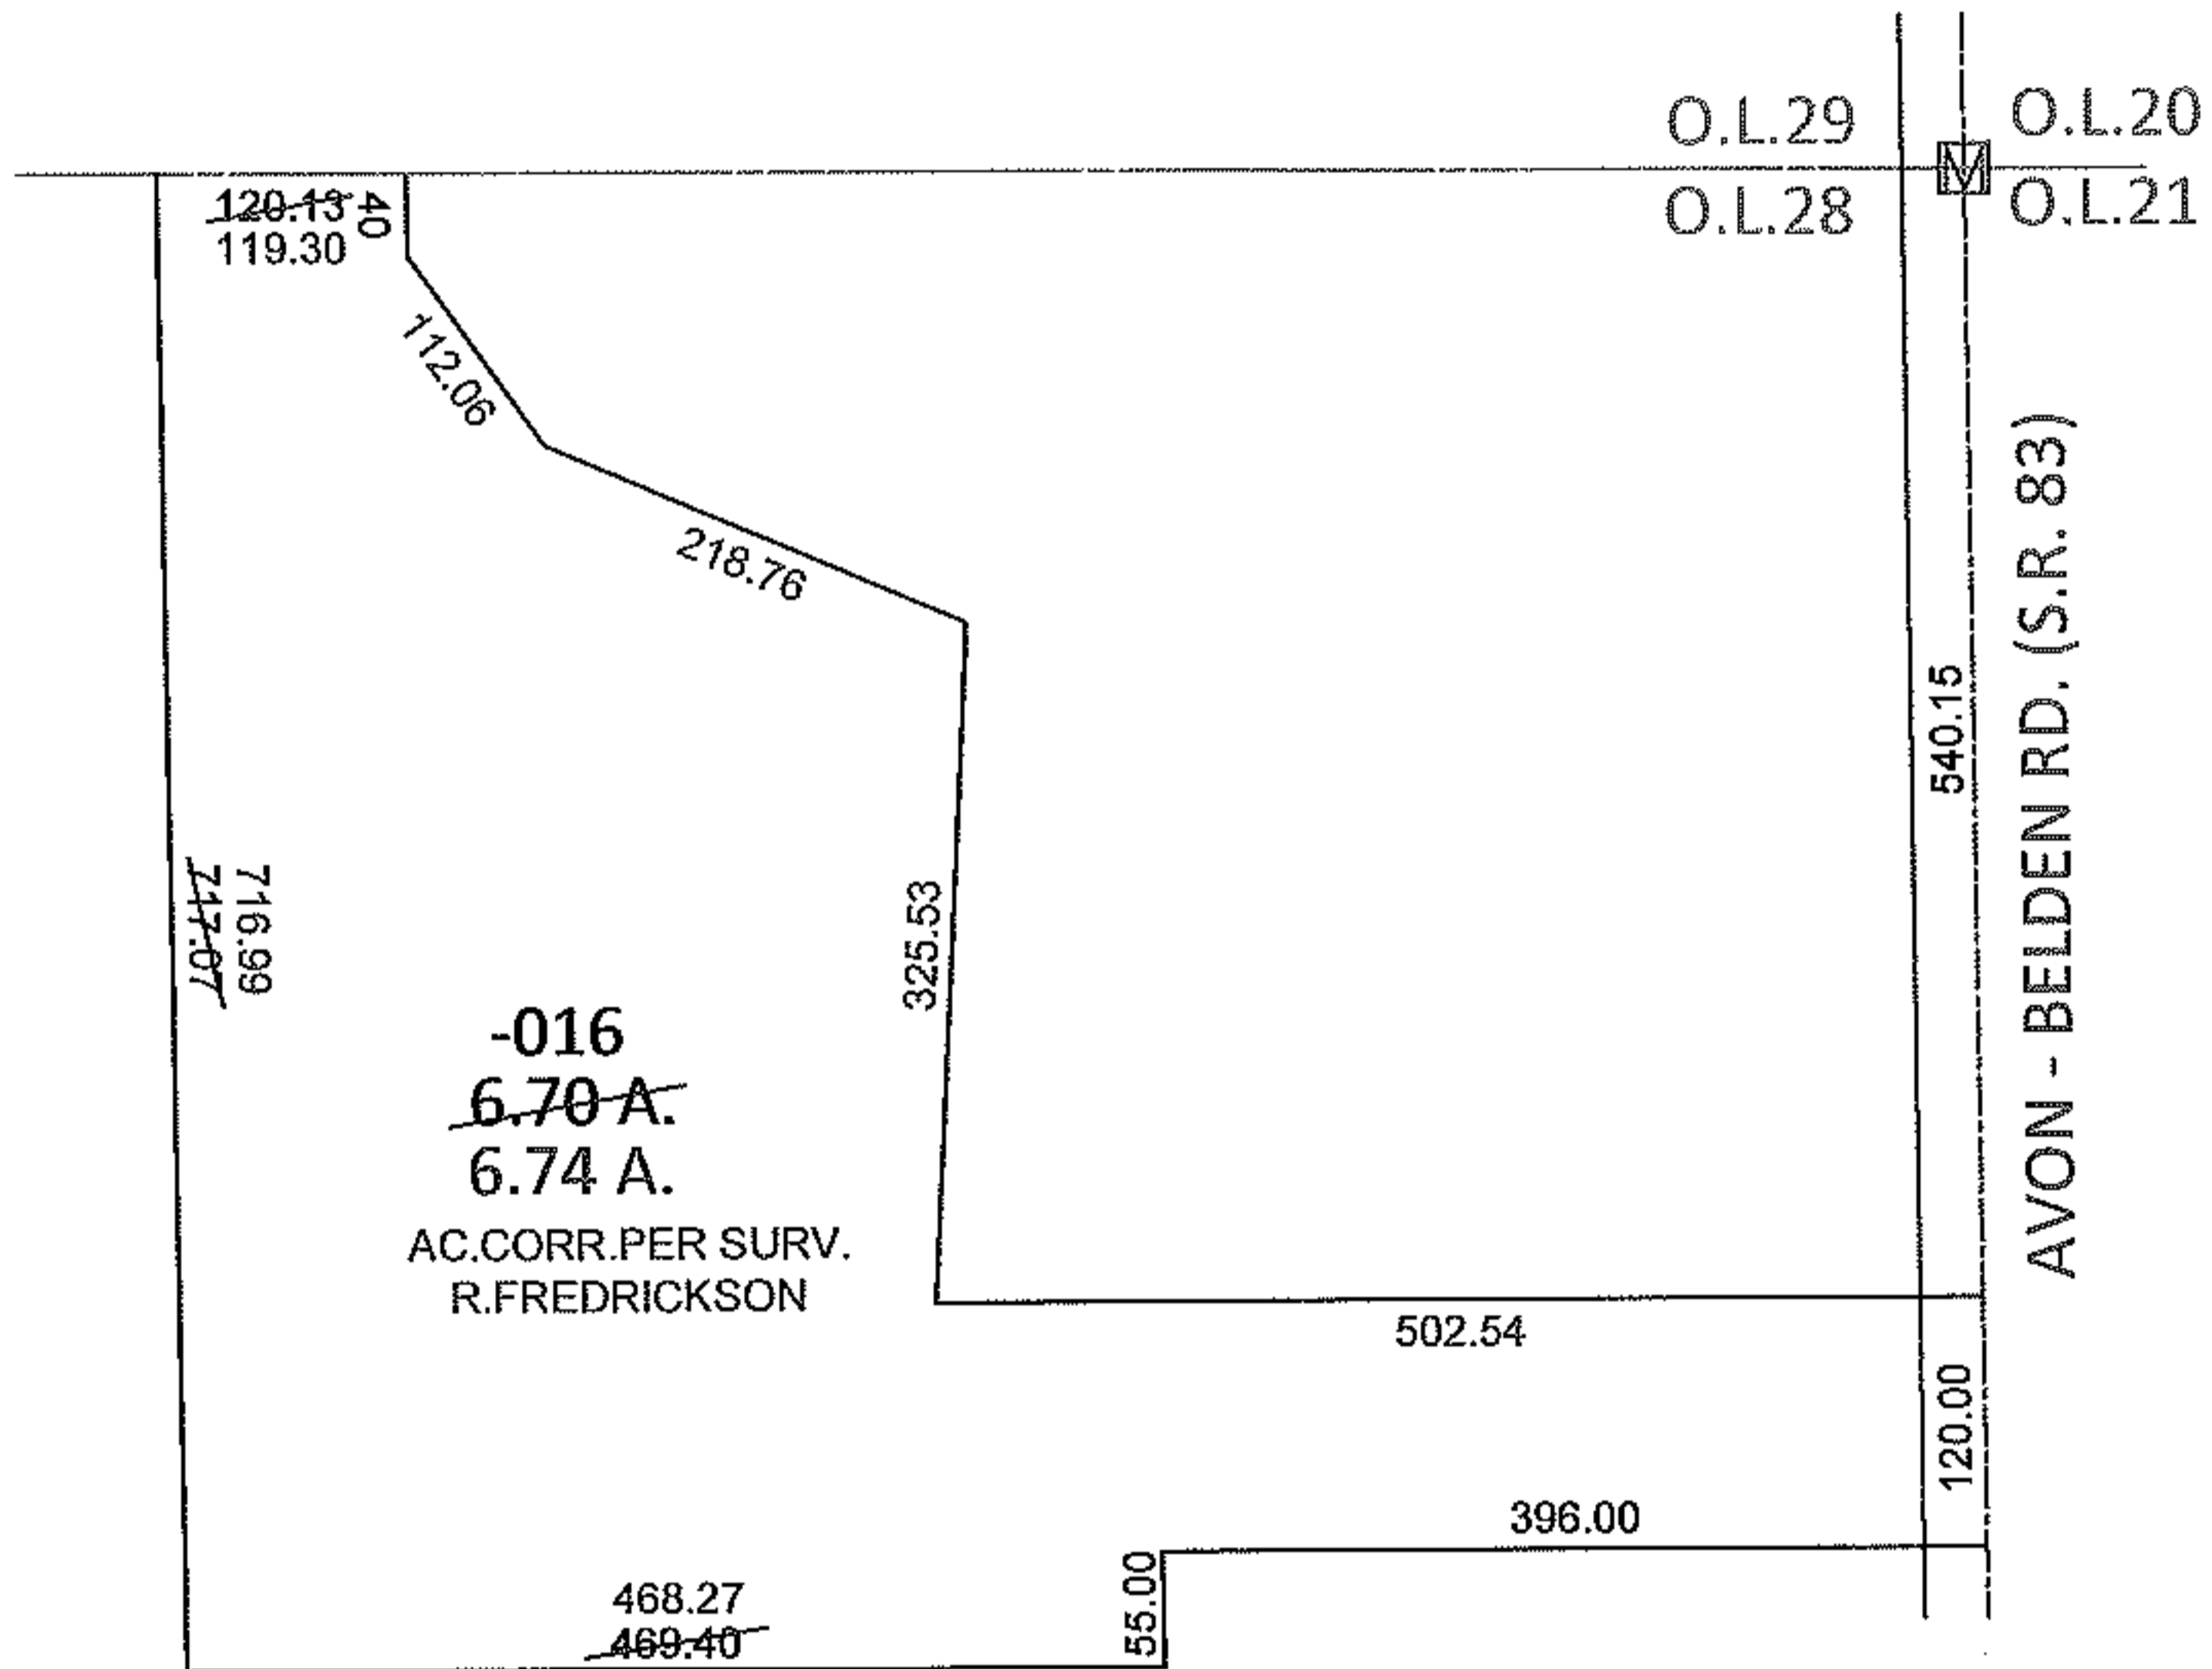 O.L.29
O.L.20
O.L.28
O.L.21
120.13
119.30
40
112.06
218.76
540.15
AVON - BELDEN RD. (S.R. 83)
325.53
717.07
716.99
-016
6.70 A.
6.74 A.
AC.CORR.PER SURV.
R.FREDRICKSON
502.54
120.00
396.00
55.00
468.27
469.40